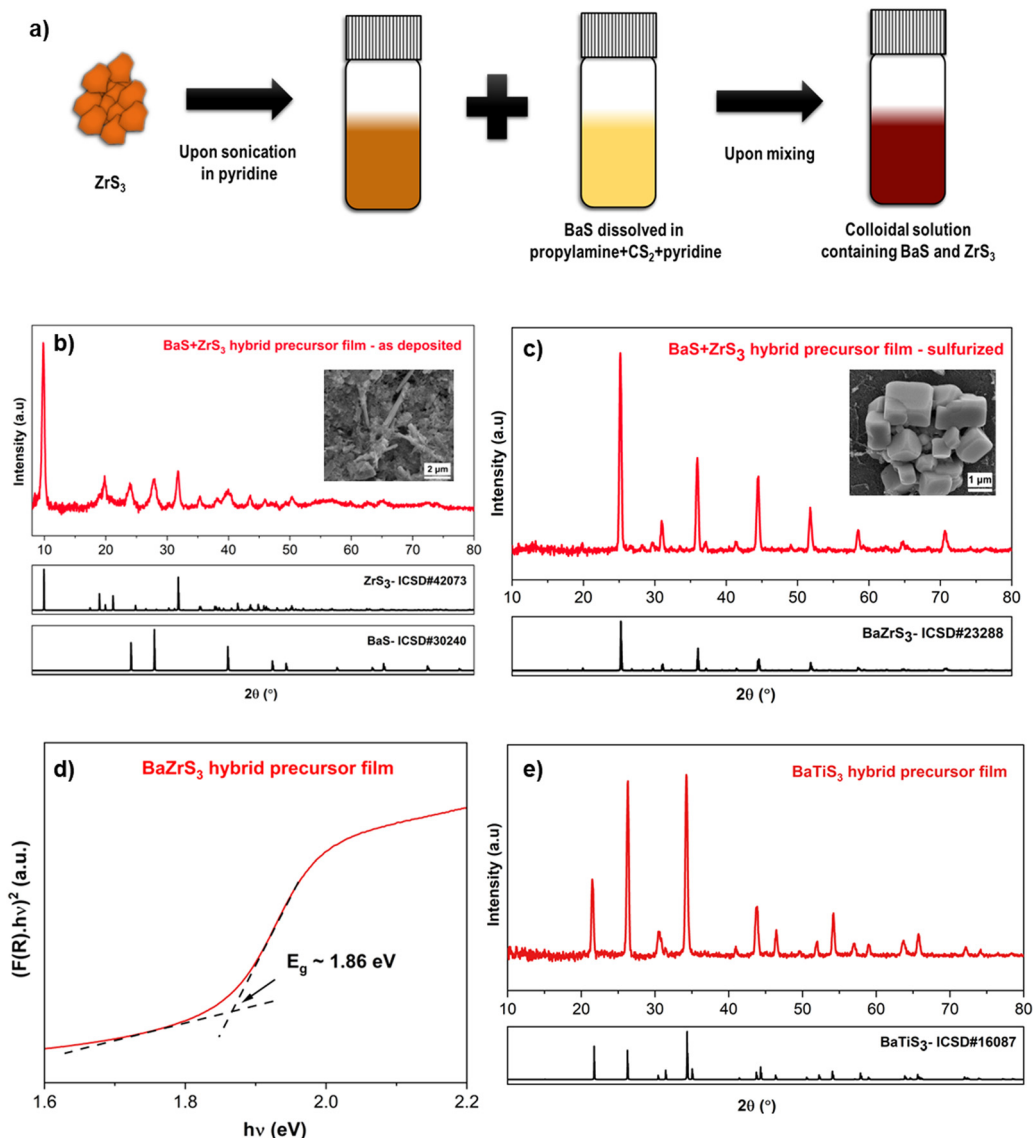 a)
ZrS₃
Upon sonication
in pyridine
BaS dissolved in
propylamine+CS₂+pyridine
Upon mixing
Colloidal solution
containing BaS and ZrS₃
b)
BaS+ZrS₃ hybrid precursor film - as deposited
2 µm
Intensity (a.u)
10 20 30 40 50 60 70 80
ZrS₃- ICSD#42073
BaS- ICSD#30240
2θ (°)
c)
BaS+ZrS₃ hybrid precursor film - sulfurized
1 µm
Intensity (a.u)
10 20 30 40 50 60 70 80
BaZrS₃- ICSD#23288
2θ (°)
d)
BaZrS₃ hybrid precursor film
(F(R).hν)² (a.u.)
E_g ~ 1.86 eV
1.6 1.8 2.0 2.2
hν (eV)
e)
BaTiS₃ hybrid precursor film
Intensity (a.u)
10 20 30 40 50 60 70 80
BaTiS₃- ICSD#16087
2θ (°)